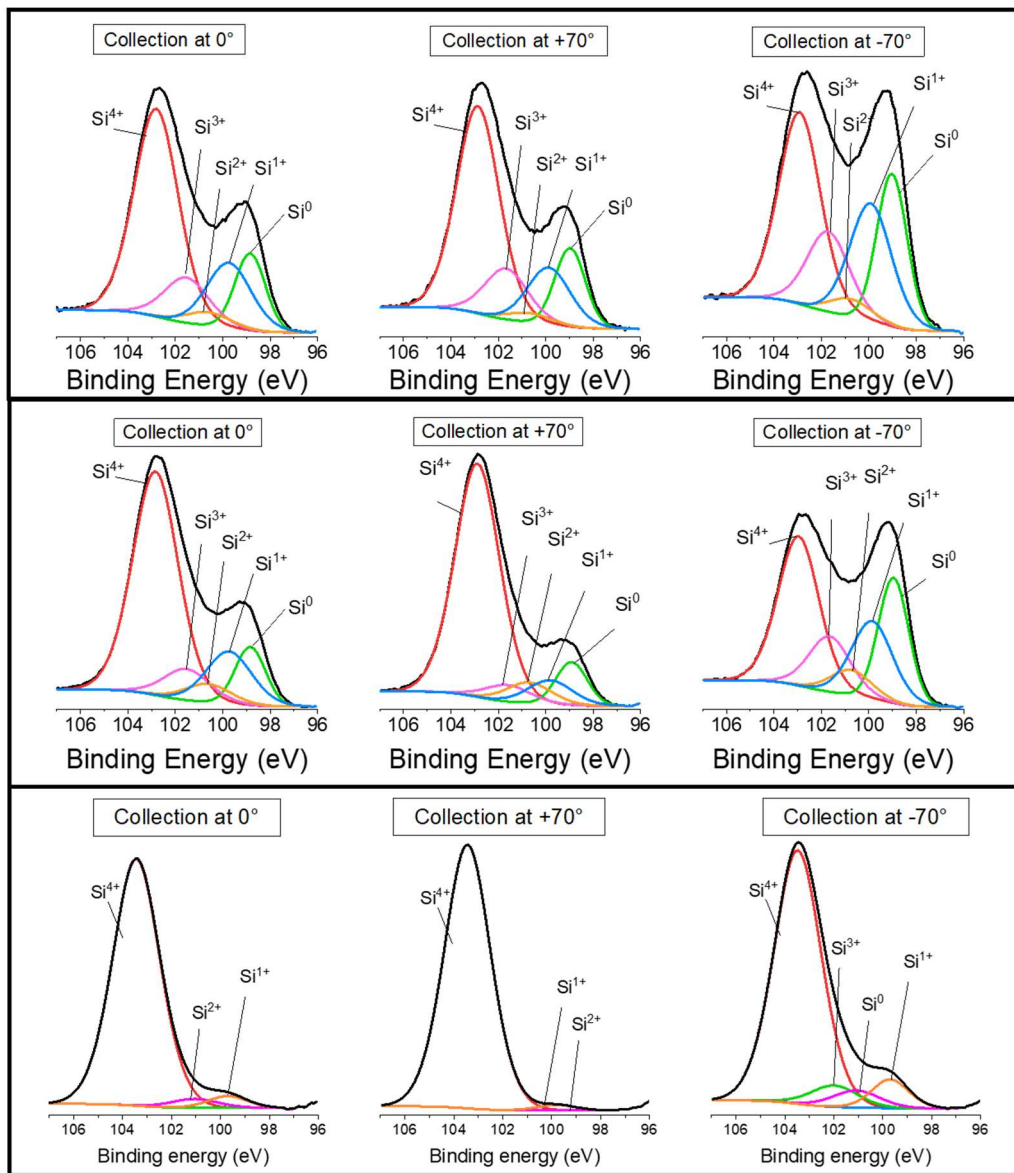 Collection at 0°
Si⁴⁺
Si³⁺
Si²⁺
Si¹⁺
Si⁰
106 104 102 100 98 96
Binding Energy (eV)
Collection at +70°
Si⁴⁺
Si³⁺
Si²⁺
Si¹⁺
Si⁰
106 104 102 100 98 96
Binding Energy (eV)
Collection at -70°
Si⁴⁺
Si³⁺
Si²⁺
Si¹⁺
Si⁰
106 104 102 100 98 96
Binding Energy (eV)
Collection at 0°
Si⁴⁺
Si³⁺
Si²⁺
Si¹⁺
Si⁰
106 104 102 100 98 96
Binding Energy (eV)
Collection at +70°
Si⁴⁺
Si³⁺
Si²⁺
Si¹⁺
Si⁰
106 104 102 100 98 96
Binding Energy (eV)
Collection at -70°
Si⁴⁺
Si³⁺
Si²⁺
Si¹⁺
Si⁰
106 104 102 100 98 96
Binding Energy (eV)
Collection at 0°
Si⁴⁺
Si²⁺
Si¹⁺
106 104 102 100 98 96
Binding energy (eV)
Collection at +70°
Si⁴⁺
Si¹⁺
Si²⁺
106 104 102 100 98 96
Binding energy (eV)
Collection at -70°
Si⁴⁺
Si³⁺
Si⁰
Si¹⁺
106 104 102 100 98 96
Binding energy (eV)